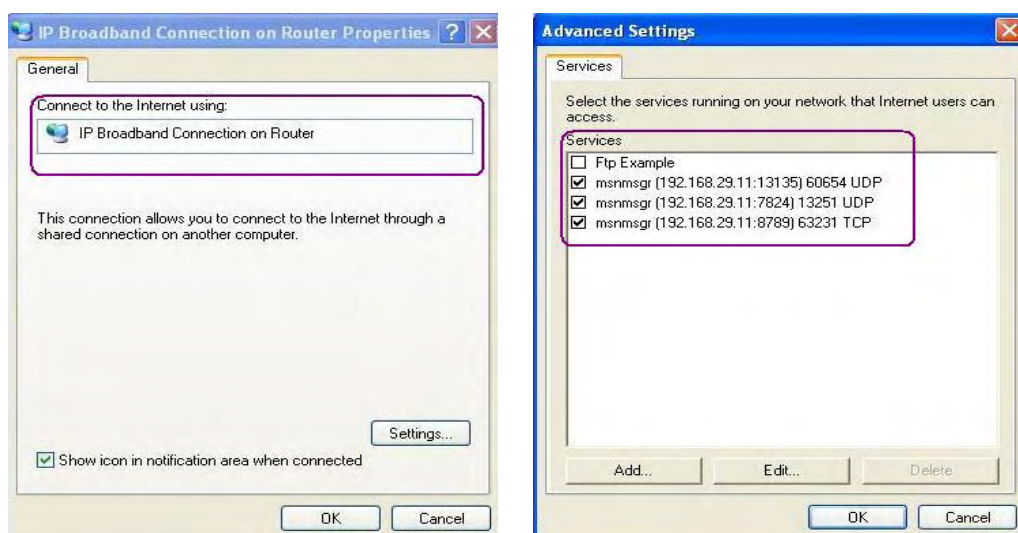 IP Broadband Connection on Router Properties
General
Connect to the Internet using:
IP Broadband Connection on Router
This connection allows you to connect to the Internet through a
shared connection on another computer.
Settings...
Show icon in notification area when connected
OK
Cancel
Advanced Settings
Services
Select the services running on your network that Internet users can
access.
Services
Ftp Example
msnmsgr (192.168.29.11:13135) 60654 UDP
msnmsgr (192.168.29.11:7824) 13251 UDP
msnmsgr (192.168.29.11:8789) 63231 TCP
Add...
Edit...
Delete
OK
Cancel